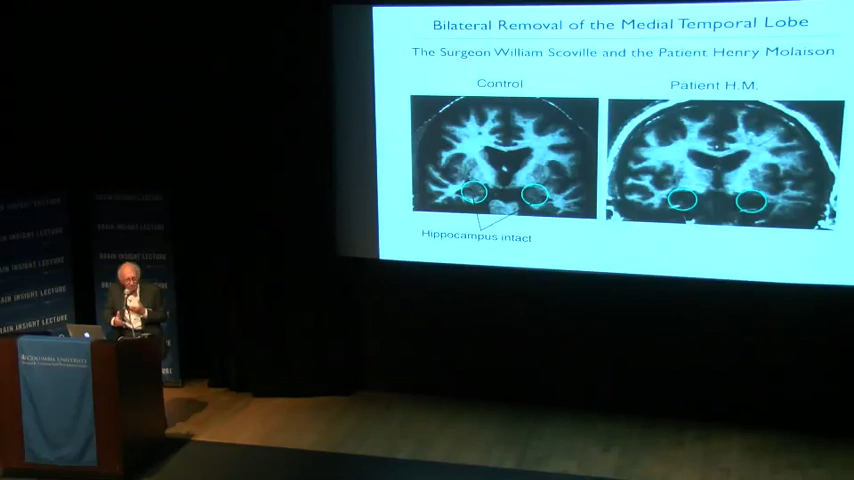 Bilateral Removal of the Medial Temporal Lobe
The Surgeon William Scoville and the Patient Henry Molaison
Control
Patient H.M.
Hippocampus intact
BRAIN INSIGHT LECTURE
BRAIN INSIGHT LECTURE
BRAIN INSIGHT LECTURE
BRAIN INSIGHT LECTURE
COLUMBIA UNIVERSITY